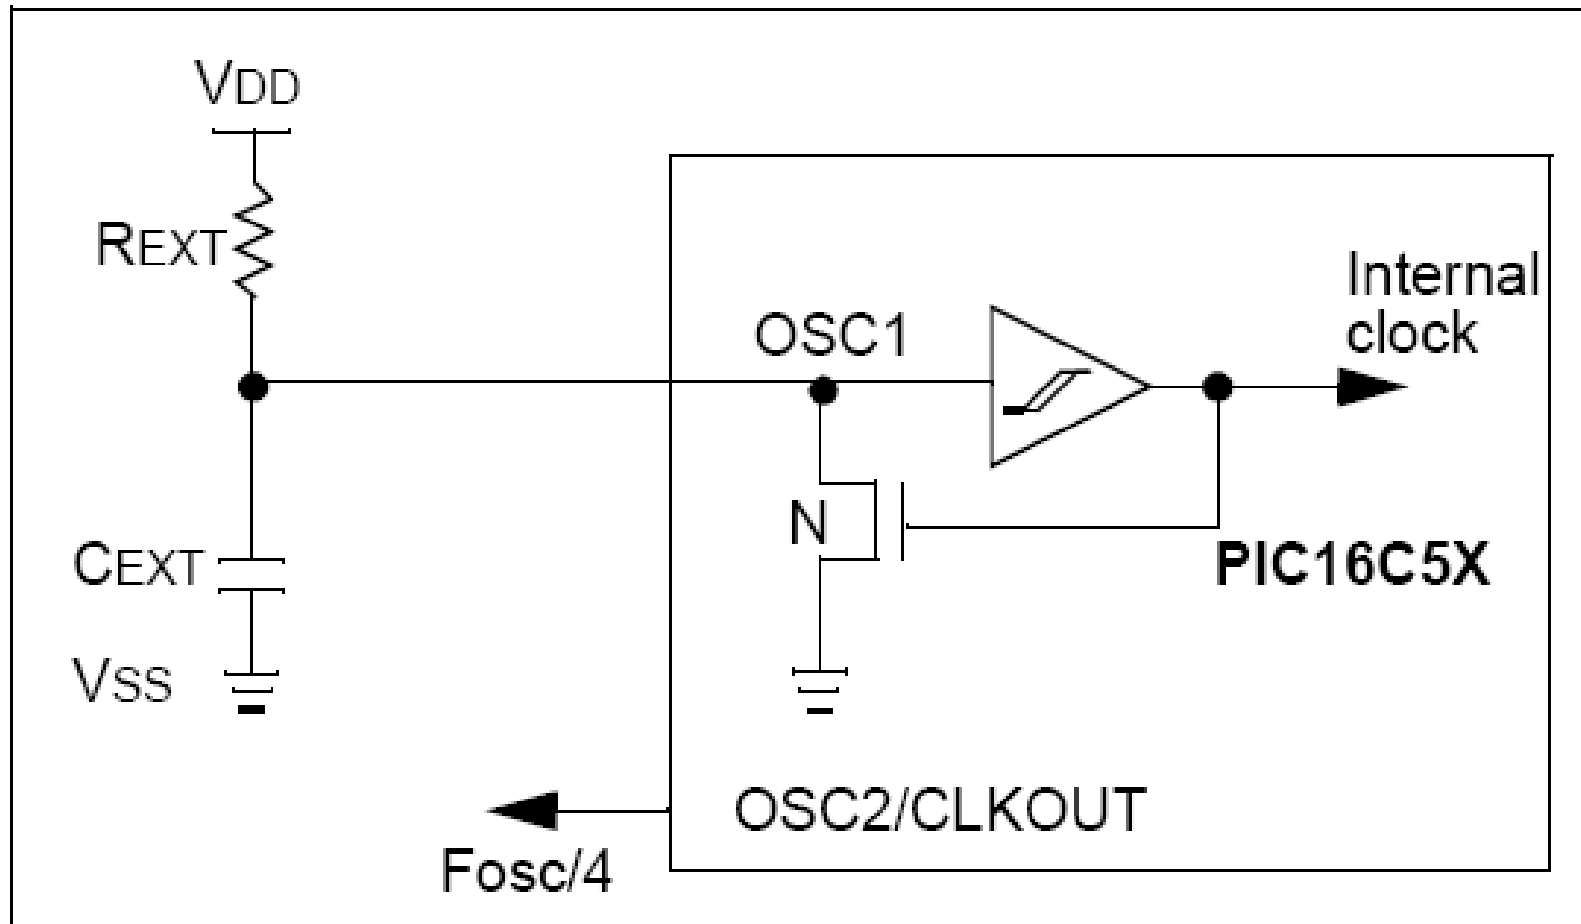 VDD
REXT
OSC1
Internal
clock
N
CEXT
PIC16C5X
VSS
OSC2/CLKOUT
Fosc/4